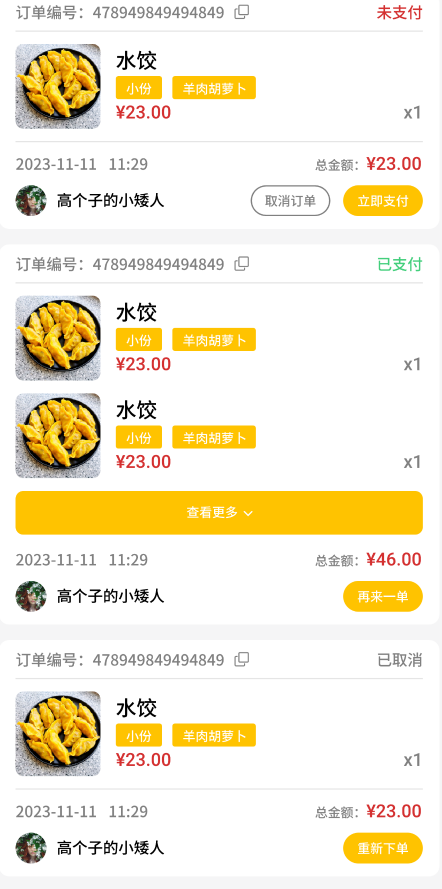 订单编号：478949849494849 未支付
水饺
小份 羊肉胡萝卜
¥23.00 x1
2023-11-11 11:29 总金额：¥23.00
高个子的小矮人 取消订单 立即支付
订单编号：478949849494849 已支付
水饺
小份 羊肉胡萝卜
¥23.00 x1
水饺
小份 羊肉胡萝卜
¥23.00 x1
查看更多
2023-11-11 11:29 总金额：¥46.00
高个子的小矮人 再来一单
订单编号：478949849494849 已取消
水饺
小份 羊肉胡萝卜
¥23.00 x1
2023-11-11 11:29 总金额：¥23.00
高个子的小矮人 重新下单